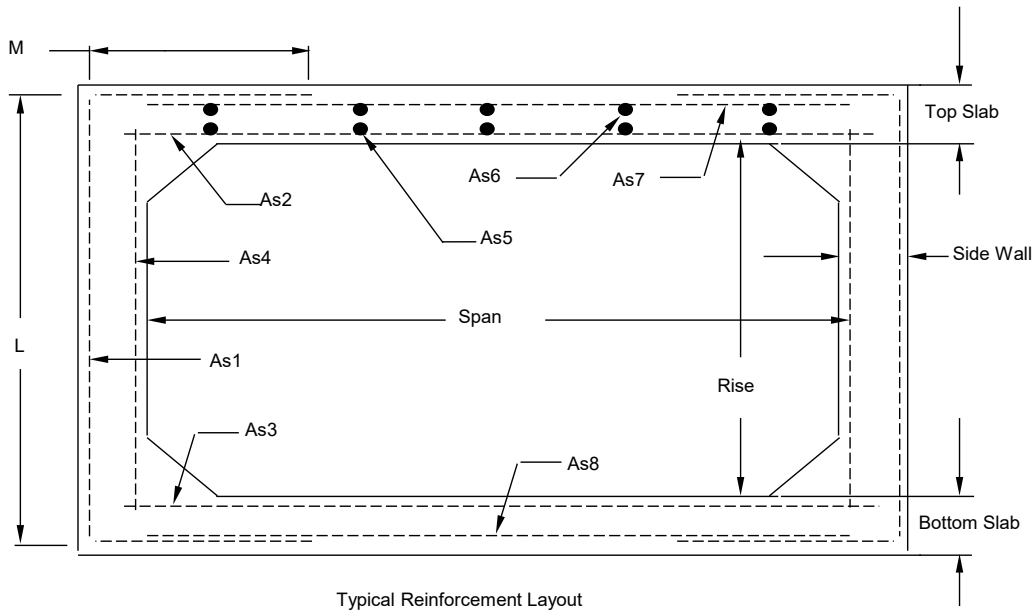 M
Top Slab
As6
As7
As2
As5
As4
Side Wall
Span
L
As1
Rise
As3
As8
Bottom Slab
Typical Reinforcement Layout